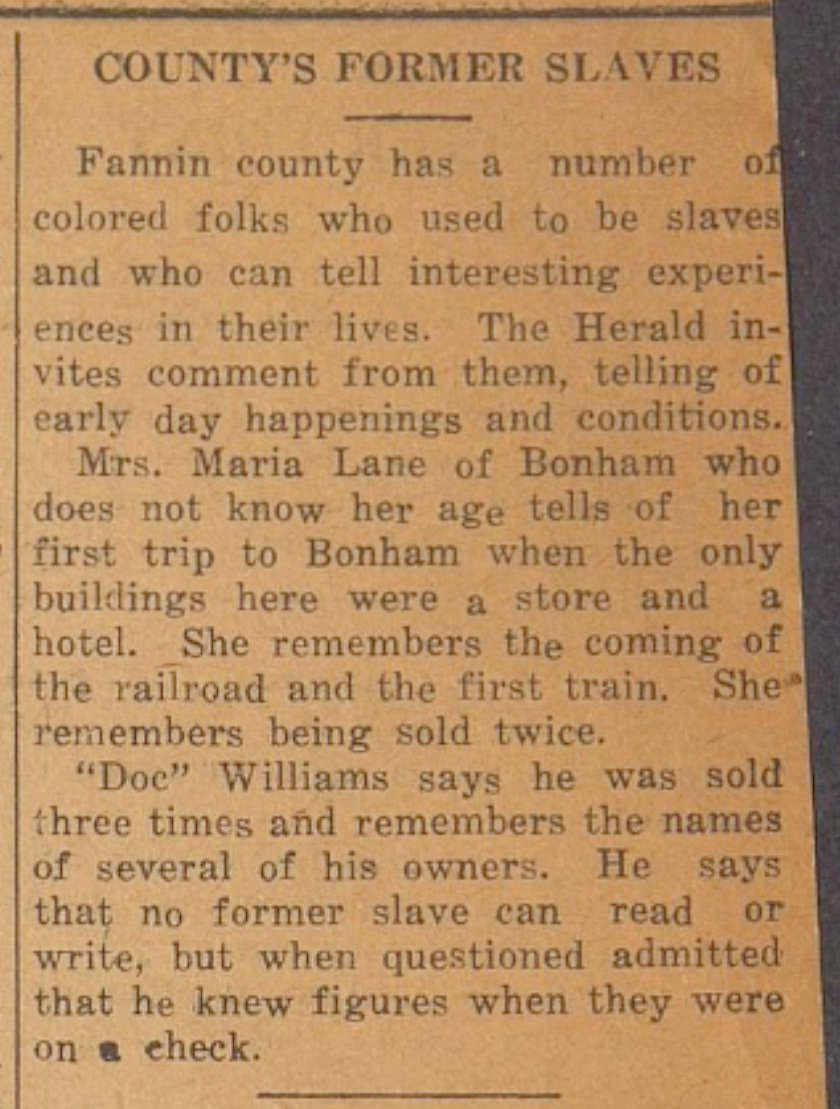 COUNTY'S FORMER SLAVES
Fannin county has a number of
colored folks who used to be slaves
and who can tell interesting experi-
ences in their lives. The Herald in-
vites comment from them, telling of
early day happenings and conditions.
Mrs. Maria Lane of Bonham who
does not know her age tells of her
first trip to Bonham when the only
buildings here were a store and a
hotel. She remembers the coming of
the railroad and the first train. She
remembers being sold twice.
"Doc" Williams says he was sold
three times and remembers the names
of several of his owners. He says
that no former slave can read or
write, but when questioned admitted
that he knew figures when they were
on a check.